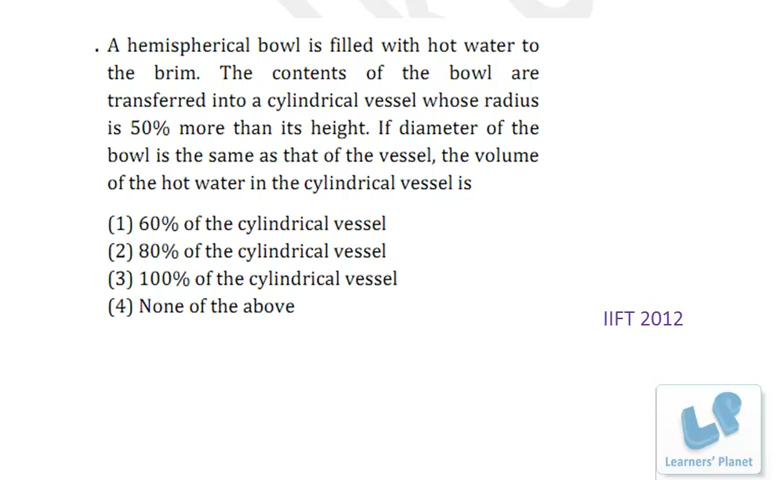 . A hemispherical bowl is filled with hot water to
the brim. The contents of the bowl are
transferred into a cylindrical vessel whose radius
is 50% more than its height. If diameter of the
bowl is the same as that of the vessel, the volume
of the hot water in the cylindrical vessel is
(1) 60% of the cylindrical vessel
(2) 80% of the cylindrical vessel
(3) 100% of the cylindrical vessel
(4) None of the above
IIFT 2012
LP
Learners' Planet